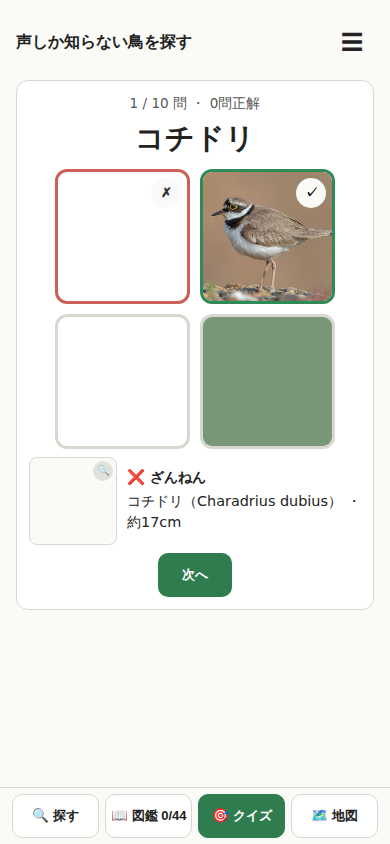 声しか知らない鳥を探す
1 / 10 問 ・ 0問正解
コチドリ
✗
✓
❌ ざんねん
コチドリ（Charadrius dubius） ・
約17cm
次へ
🔍 探す
📖 図鑑 0/44
🎯 クイズ
🗺️ 地図